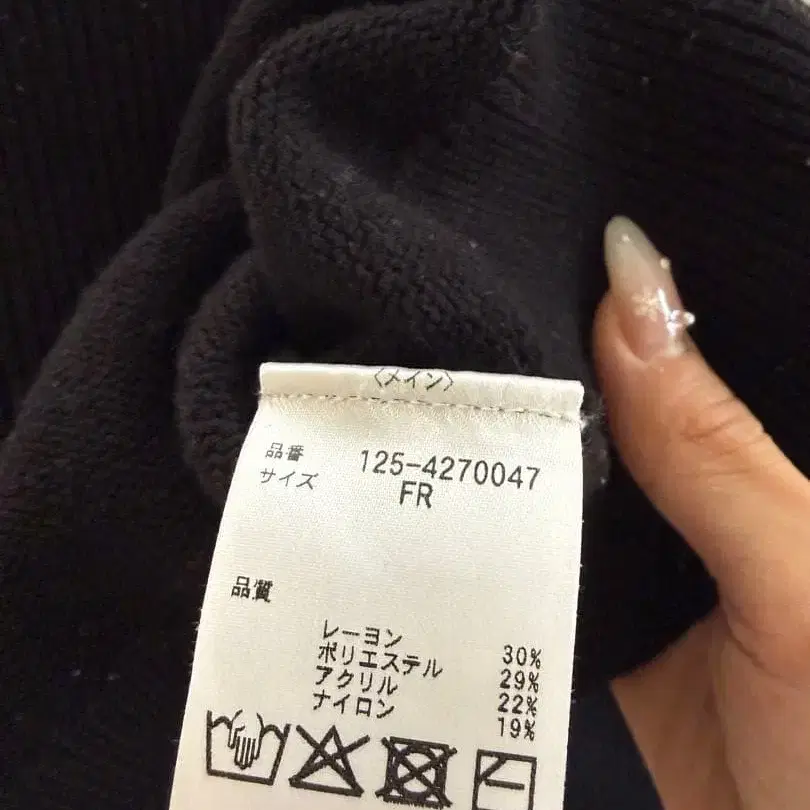 〈メイン〉
品番 125-4270047
サイズ FR
品質
レーヨン 30%
ポリエステル 29%
アクリル 22%
ナイロン 19%